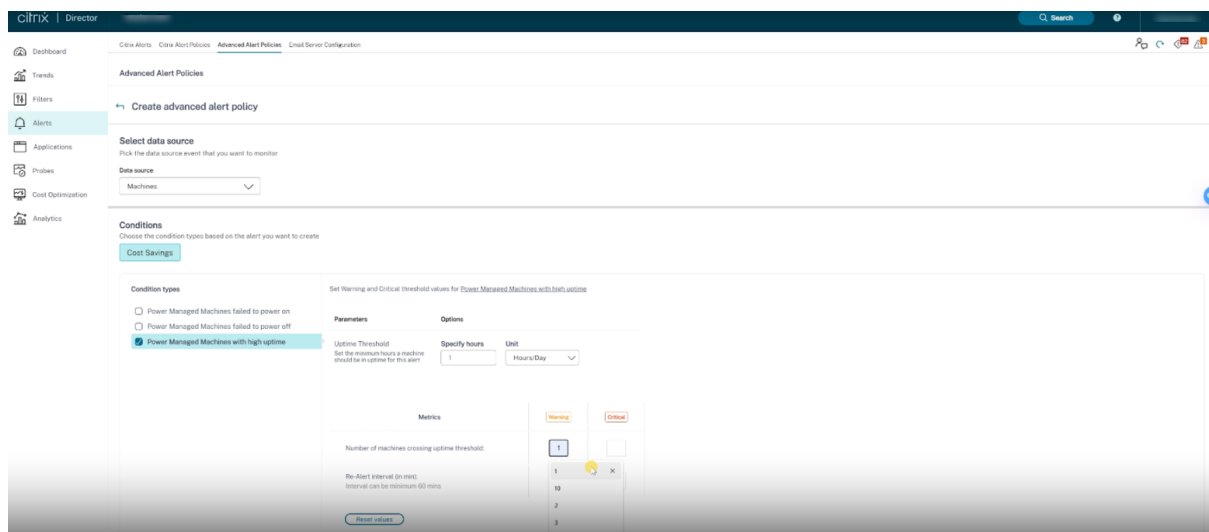 citrix | Director
Search
Dashboard
Trends
Filters
Alerts
Applications
Probes
Cost Optimization
Analytics
Citrix Alerts Citrix Alert Policies Advanced Alert Policies Email Server Configuration
Advanced Alert Policies
Create advanced alert policy
Select data source
Pick the data source event that you want to monitor
Data source
Machines
Conditions
Choose the condition types based on the alert you want to create
Cost Savings
Condition types
Power Managed Machines failed to power on
Power Managed Machines failed to power off
Power Managed Machines with high uptime
Set Warning and Critical threshold values for Power Managed Machines with high uptime
Parameters Options
Uptime Threshold
Set the minimum hours a machine
should be in uptime for this alert
Specify hours Unit
1 Hours/Day
Metrics Warning Critical
Number of machines crossing uptime threshold: 1
Re-Alert interval (in min):
Interval can be minimum 60 mins
1
10
2
3
Reset values